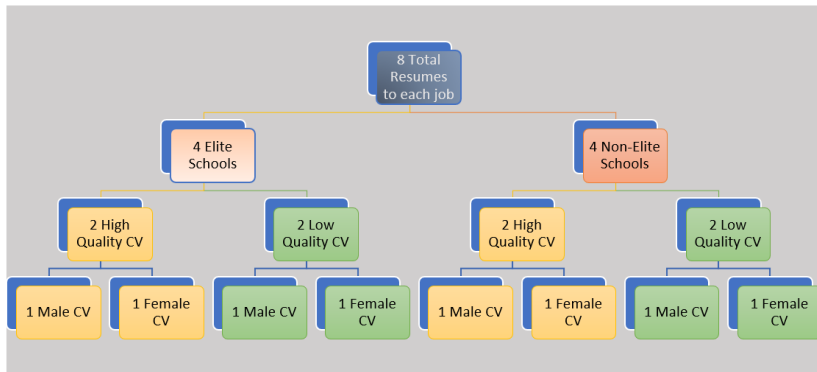 8 Total
Resumes
to each job
4 Elite
Schools
4 Non-Elite
Schools
2 High
Quality CV
2 Low
Quality CV
2 High
Quality CV
2 Low
Quality CV
1 Male CV
1 Female
CV
1 Male CV
1 Female
CV
1 Male CV
1 Female
CV
1 Male CV
1 Female
CV